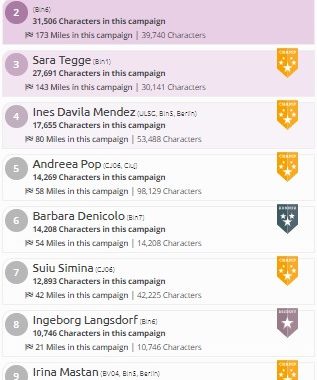 2
(Bin6)
31,506 Characters in this campaign
173 Miles in this campaign | 39,740 Characters
3
Sara Tegge (Bin1)
27,691 Characters in this campaign
143 Miles in this campaign | 30,141 Characters
CHAMP
4
Ines Davila Mendez (ULSG, Bin3, Berlin)
17,655 Characters in this campaign
80 Miles in this campaign | 53,488 Characters
CHAMP
5
Andreea Pop (CJ06, CluJ)
14,269 Characters in this campaign
58 Miles in this campaign | 98,129 Characters
CHAMP
6
Barbara Denicolo (Bin7)
14,208 Characters in this campaign
54 Miles in this campaign | 14,208 Characters
RUNNER
7
Suiu Simina (CJ06)
12,893 Characters in this campaign
42 Miles in this campaign | 42,225 Characters
CHAMP
8
Ingeborg Langsdorf (Bin6)
10,746 Characters in this campaign
21 Miles in this campaign | 10,746 Characters
9
Irina Mastan (BV04, Bin3, Berlin)
CHAMP